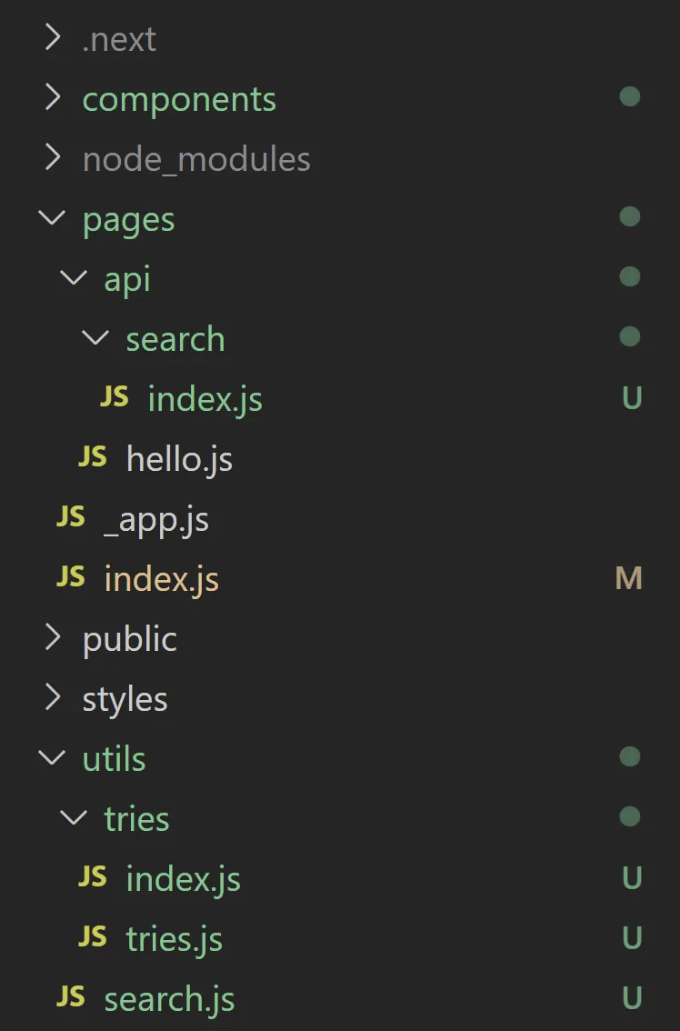 .next
components
node_modules
pages
api
search
JS index.js U
JS hello.js
JS _app.js
JS index.js M
public
styles
utils
tries
JS index.js U
JS tries.js U
JS search.js U